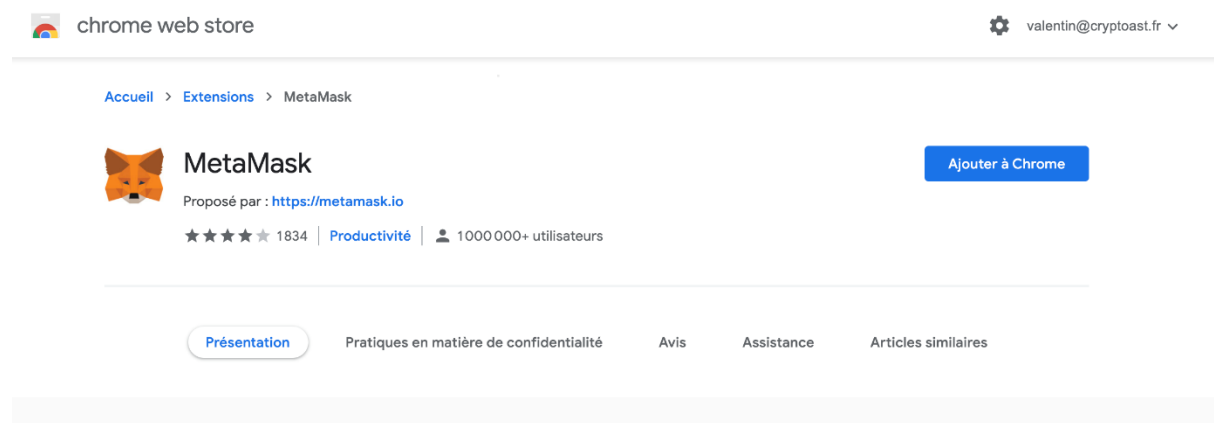 chrome web store
valentin@cryptoast.fr
Accueil > Extensions > MetaMask
MetaMask
Ajouter à Chrome
Proposé par : https://metamask.io
1834 | Productivité | 1 000 000+ utilisateurs
Présentation Pratiques en matière de confidentialité Avis Assistance Articles similaires